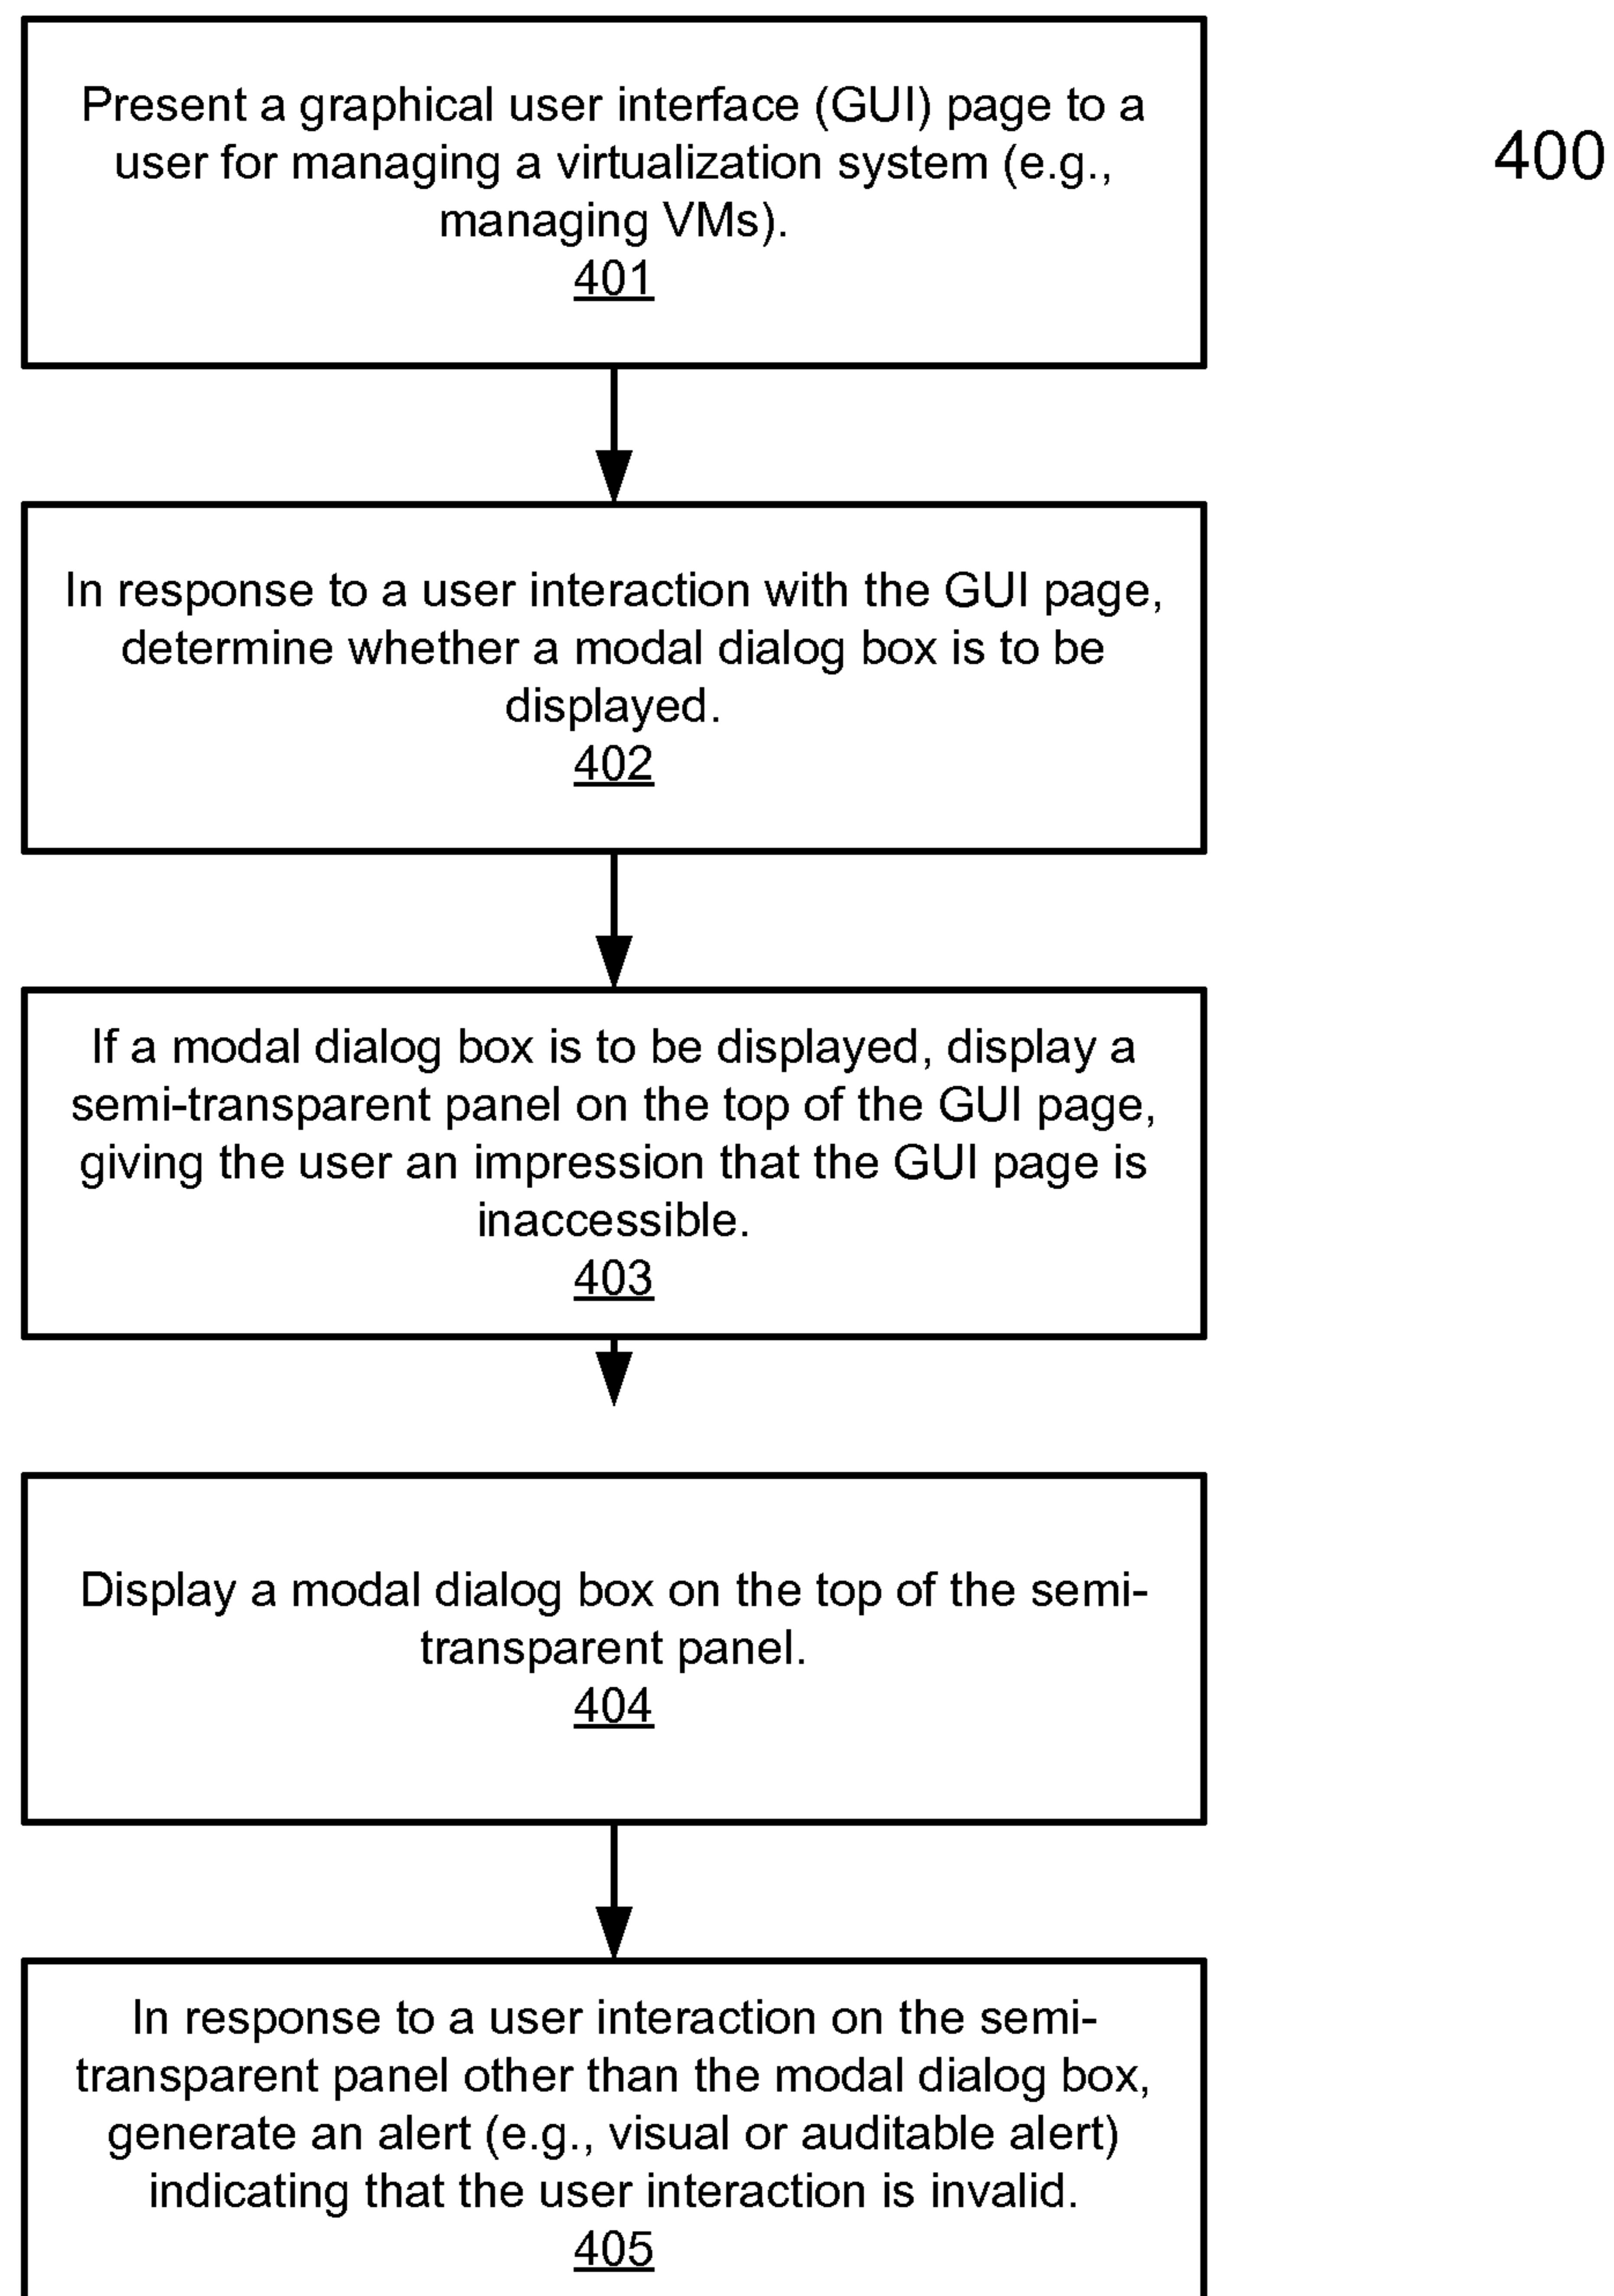 Present a graphical user interface (GUI) page to a
user for managing a virtualization system (e.g.,
managing VMs).
401
400
In response to a user interaction with the GUI page,
determine whether a modal dialog box is to be
displayed.
402
If a modal dialog box is to be displayed, display a
semi-transparent panel on the top of the GUI page,
giving the user an impression that the GUI page is
inaccessible.
403
Display a modal dialog box on the top of the semi-
transparent panel.
404
In response to a user interaction on the semi-
transparent panel other than the modal dialog box,
generate an alert (e.g., visual or auditable alert)
indicating that the user interaction is invalid.
405